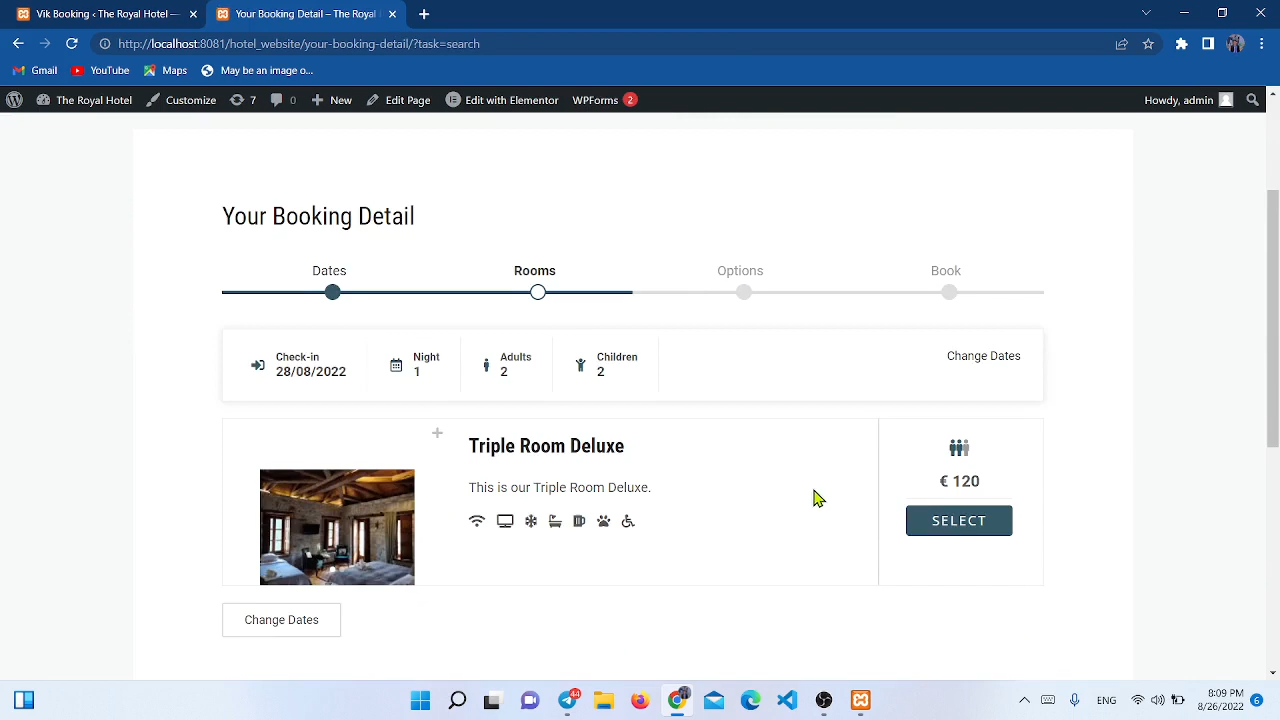 Vik Booking - The Royal Hotel —
Your Booking Detail – The Royal
http://localhost:8081/hotel_website/your-booking-detail/?task=search
Gmail
YouTube
Maps
May be an image o...
The Royal Hotel
Customize
7
0
New
Edit Page
Edit with Elementor
WPForms 2
Howdy, admin
Your Booking Detail
Dates
Rooms
Options
Book
Check-in
28/08/2022
Night
1
Adults
2
Children
2
Change Dates
Triple Room Deluxe
This is our Triple Room Deluxe.
€ 120
SELECT
Change Dates
44
ENG
8:09 PM
8/26/2022
6